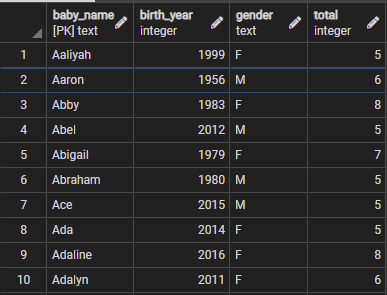 baby_name birth_year gender total
[PK] text integer text integer
1 Aaliyah 1999 F 5
2 Aaron 1956 M 6
3 Abby 1983 F 8
4 Abel 2012 M 5
5 Abigail 1979 F 7
6 Abraham 1980 M 5
7 Ace 2015 M 5
8 Ada 2014 F 5
9 Adaline 2016 F 8
10 Adalyn 2011 F 6